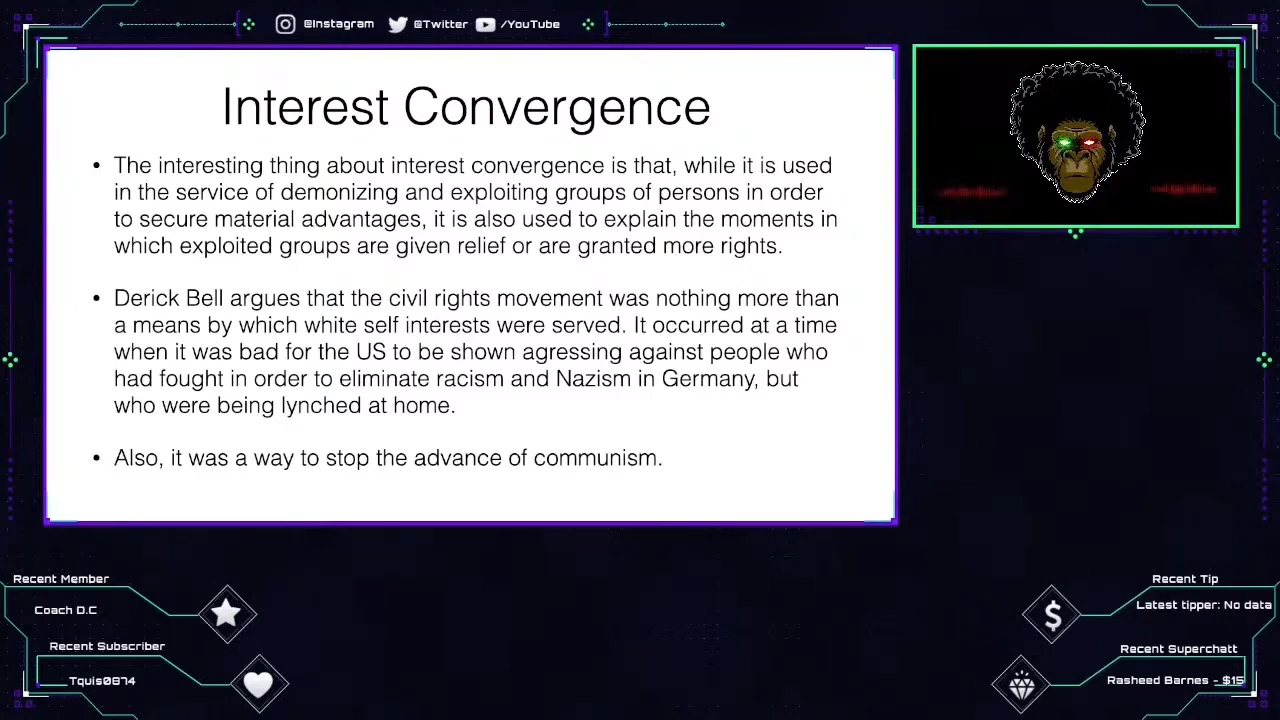 @Instagram @Twitter /YouTube
Interest Convergence
• The interesting thing about interest convergence is that, while it is used
in the service of demonizing and exploiting groups of persons in order
to secure material advantages, it is also used to explain the moments in
which exploited groups are given relief or are granted more rights.
• Derick Bell argues that the civil rights movement was nothing more than
a means by which white self interests were served. It occurred at a time
when it was bad for the US to be shown agressing against people who
had fought in order to eliminate racism and Nazism in Germany, but
who were being lynched at home.
• Also, it was a way to stop the advance of communism.
Recent Member
Coach D.C
Recent Subscriber
Tquis0874
Recent Tip
Latest tipper: No data
Recent Superchatt
Rasheed Barnes - $15